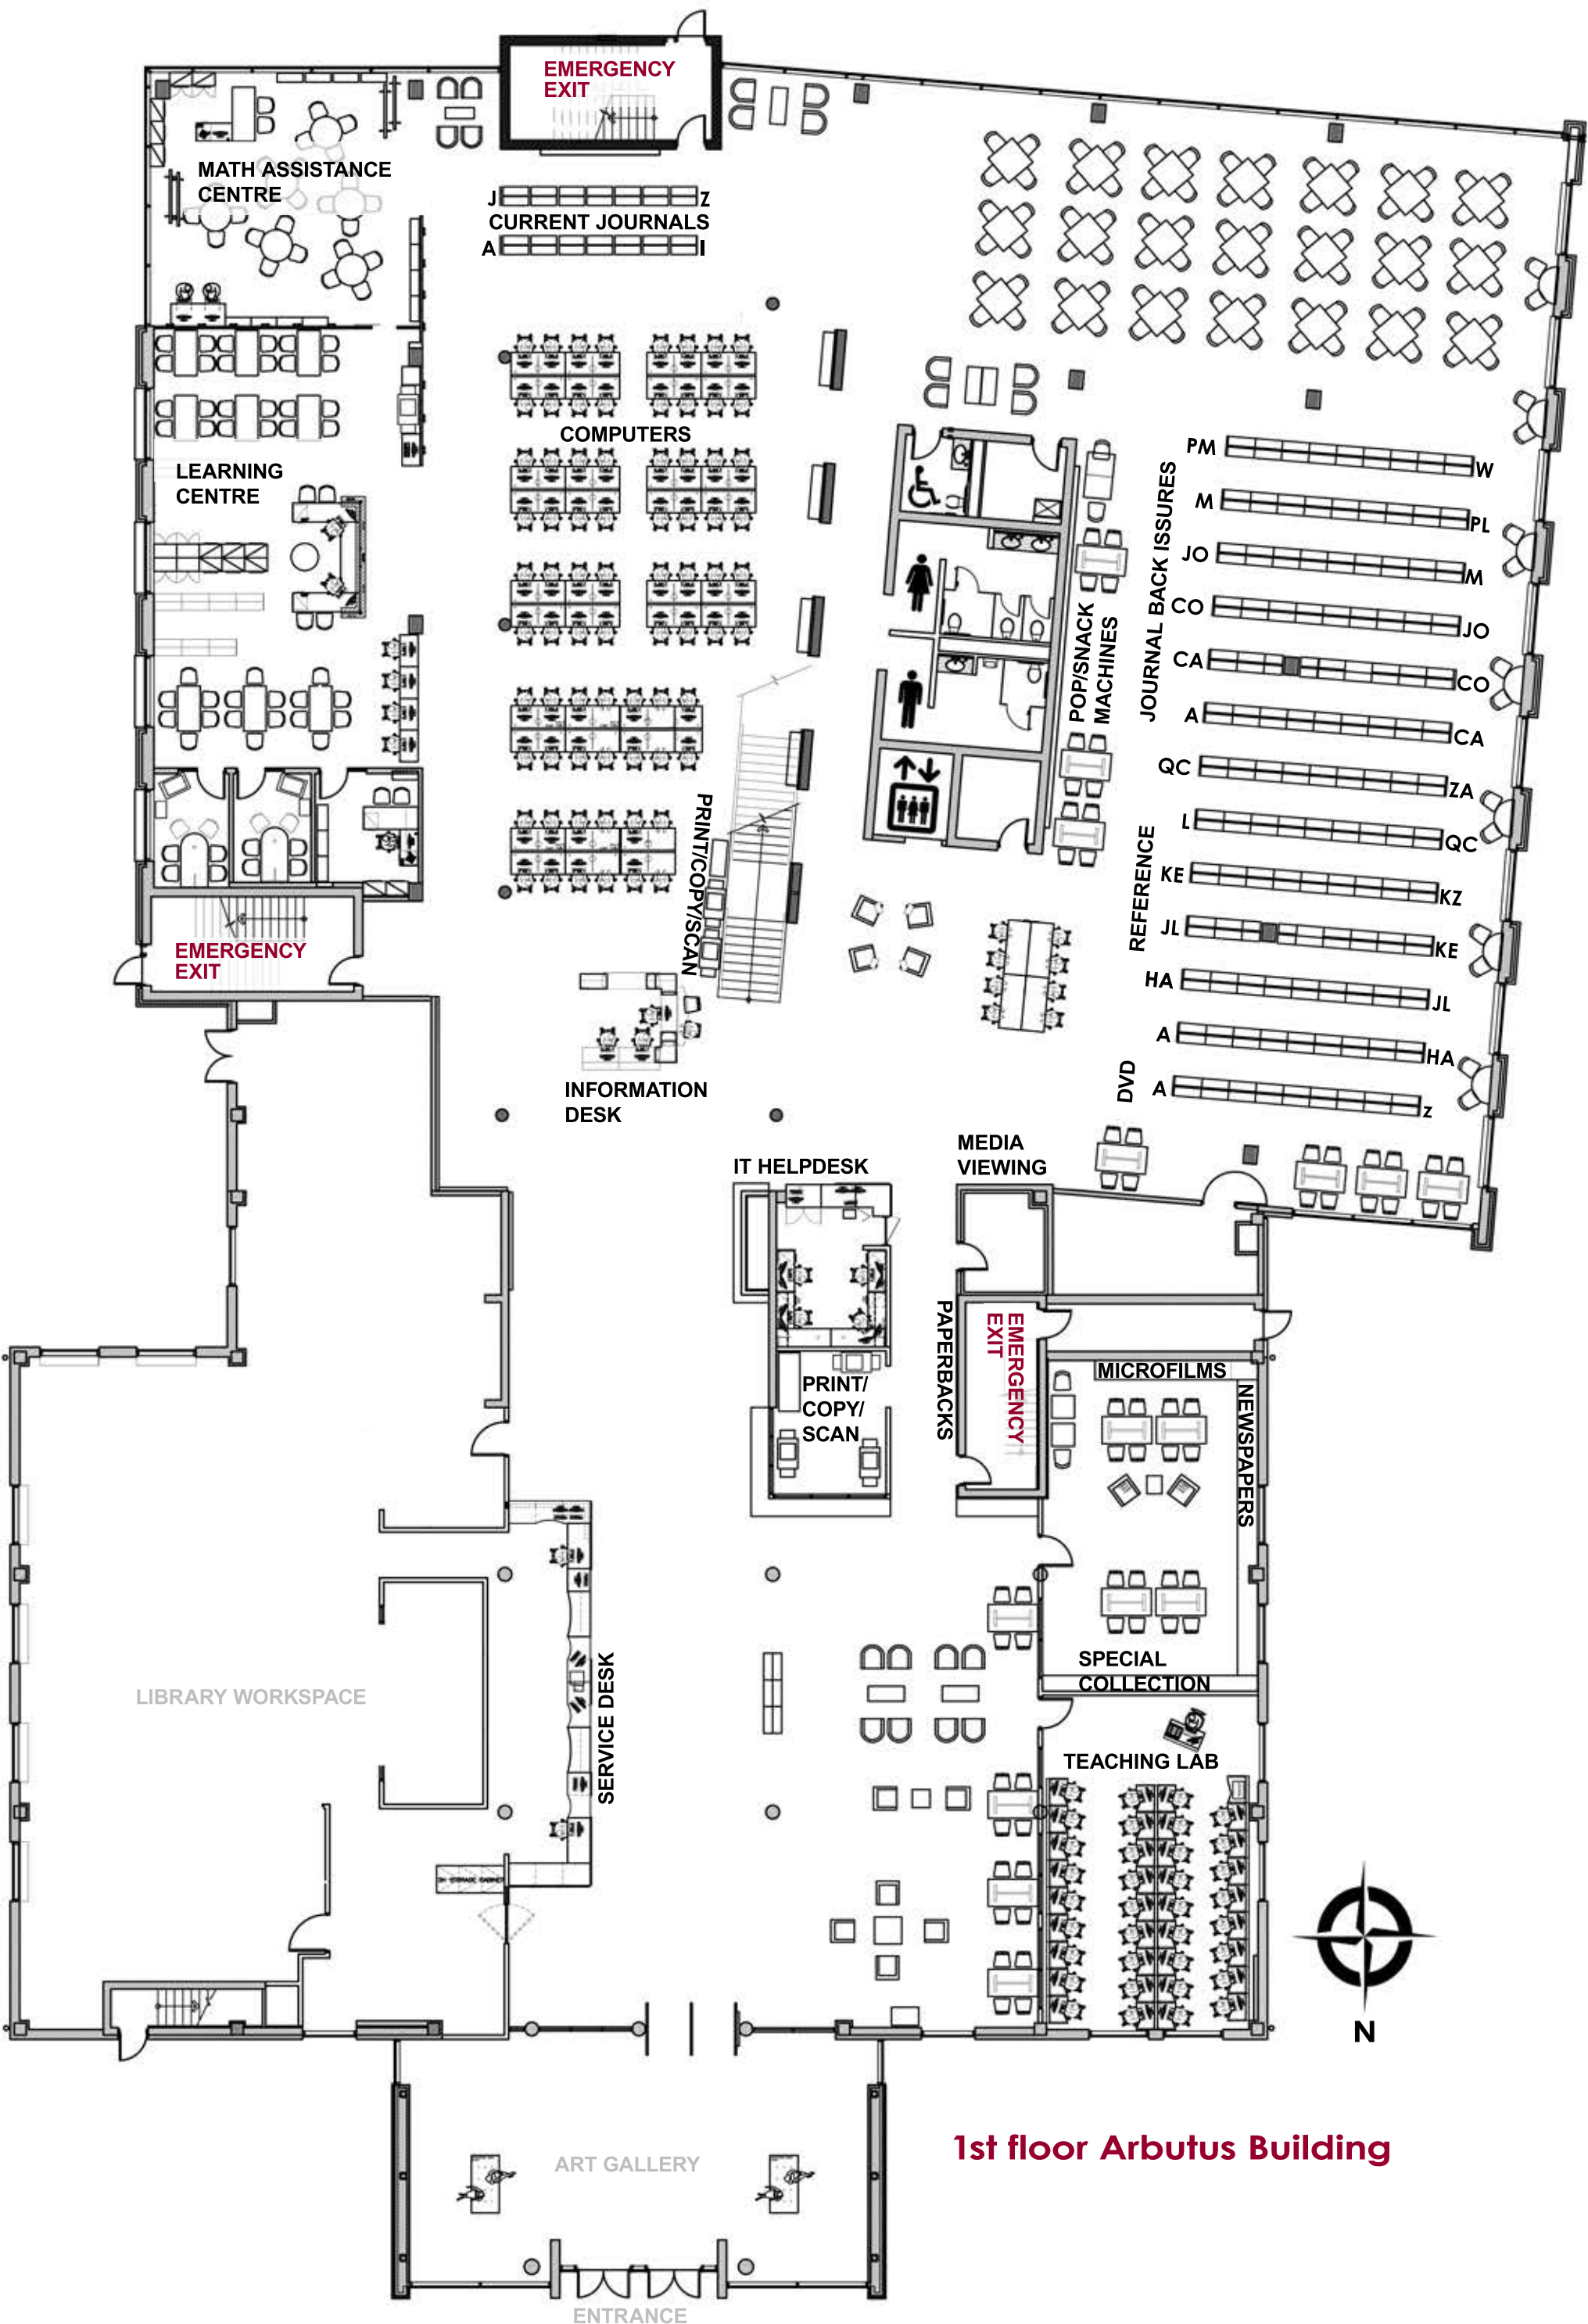 EMERGENCY
EXIT
MATH ASSISTANCE
CENTRE
J
Z
CURRENT JOURNALS
A
I
COMPUTERS
LEARNING
CENTRE
PM
W
M
PL
JO
M
CO
JO
CA
CO
A
CA
JOURNAL BACK ISSURES
POP/SNACK
MACHINES
QC
ZA
L
QC
KE
KZ
JL
KE
HA
JL
A
HA
REFERENCE
DVD
A
z
PRINT/COPY/SCAN
EMERGENCY
EXIT
INFORMATION
DESK
IT HELPDESK
MEDIA
VIEWING
PAPERBACKS
EMERGENCY
EXIT
PRINT/
COPY/
SCAN
MICROFILMS
NEWSPAPERS
SPECIAL
COLLECTION
LIBRARY WORKSPACE
SERVICE DESK
TEACHING LAB
N
1st floor Arbutus Building
ART GALLERY
ENTRANCE